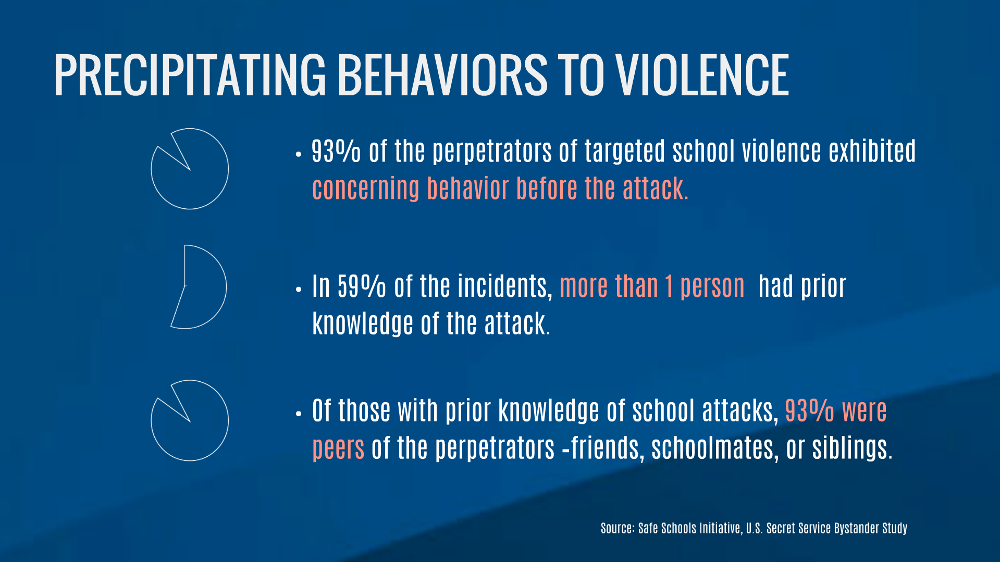 PRECIPITATING BEHAVIORS TO VIOLENCE
• 93% of the perpetrators of targeted school violence exhibited
concerning behavior before the attack.
• In 59% of the incidents, more than 1 person  had prior
knowledge of the attack.
• Of those with prior knowledge of school attacks, 93% were
peers of the perpetrators -friends, schoolmates, or siblings.
Source: Safe Schools Initiative, U.S. Secret Service Bystander Study